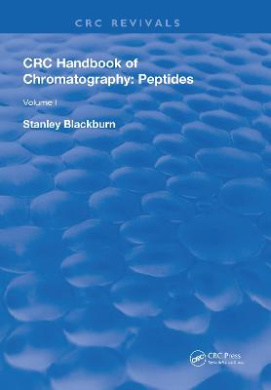 CRC REVIVALS
CRC Handbook of
Chromatography: Peptides
Volume I
Stanley Blackburn
CRC Press